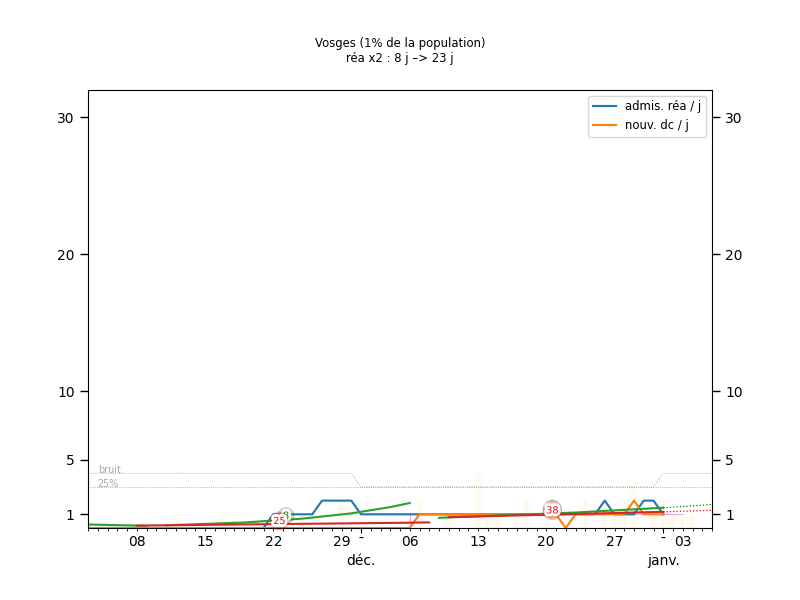 Vosges (1% de la population)
réa x2 : 8 j –> 23 j
admis. réa / j
nouv. dc / j
30 30
20 20
10 10
5 5
1 1
bruit
25%
25 8
38
08 15 22 29 - 06 13 20 27 - 03
déc. janv.